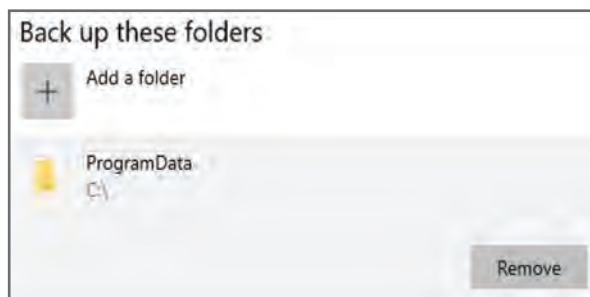 Back up these folders
+
Add a folder
ProgramData
C:\
Remove